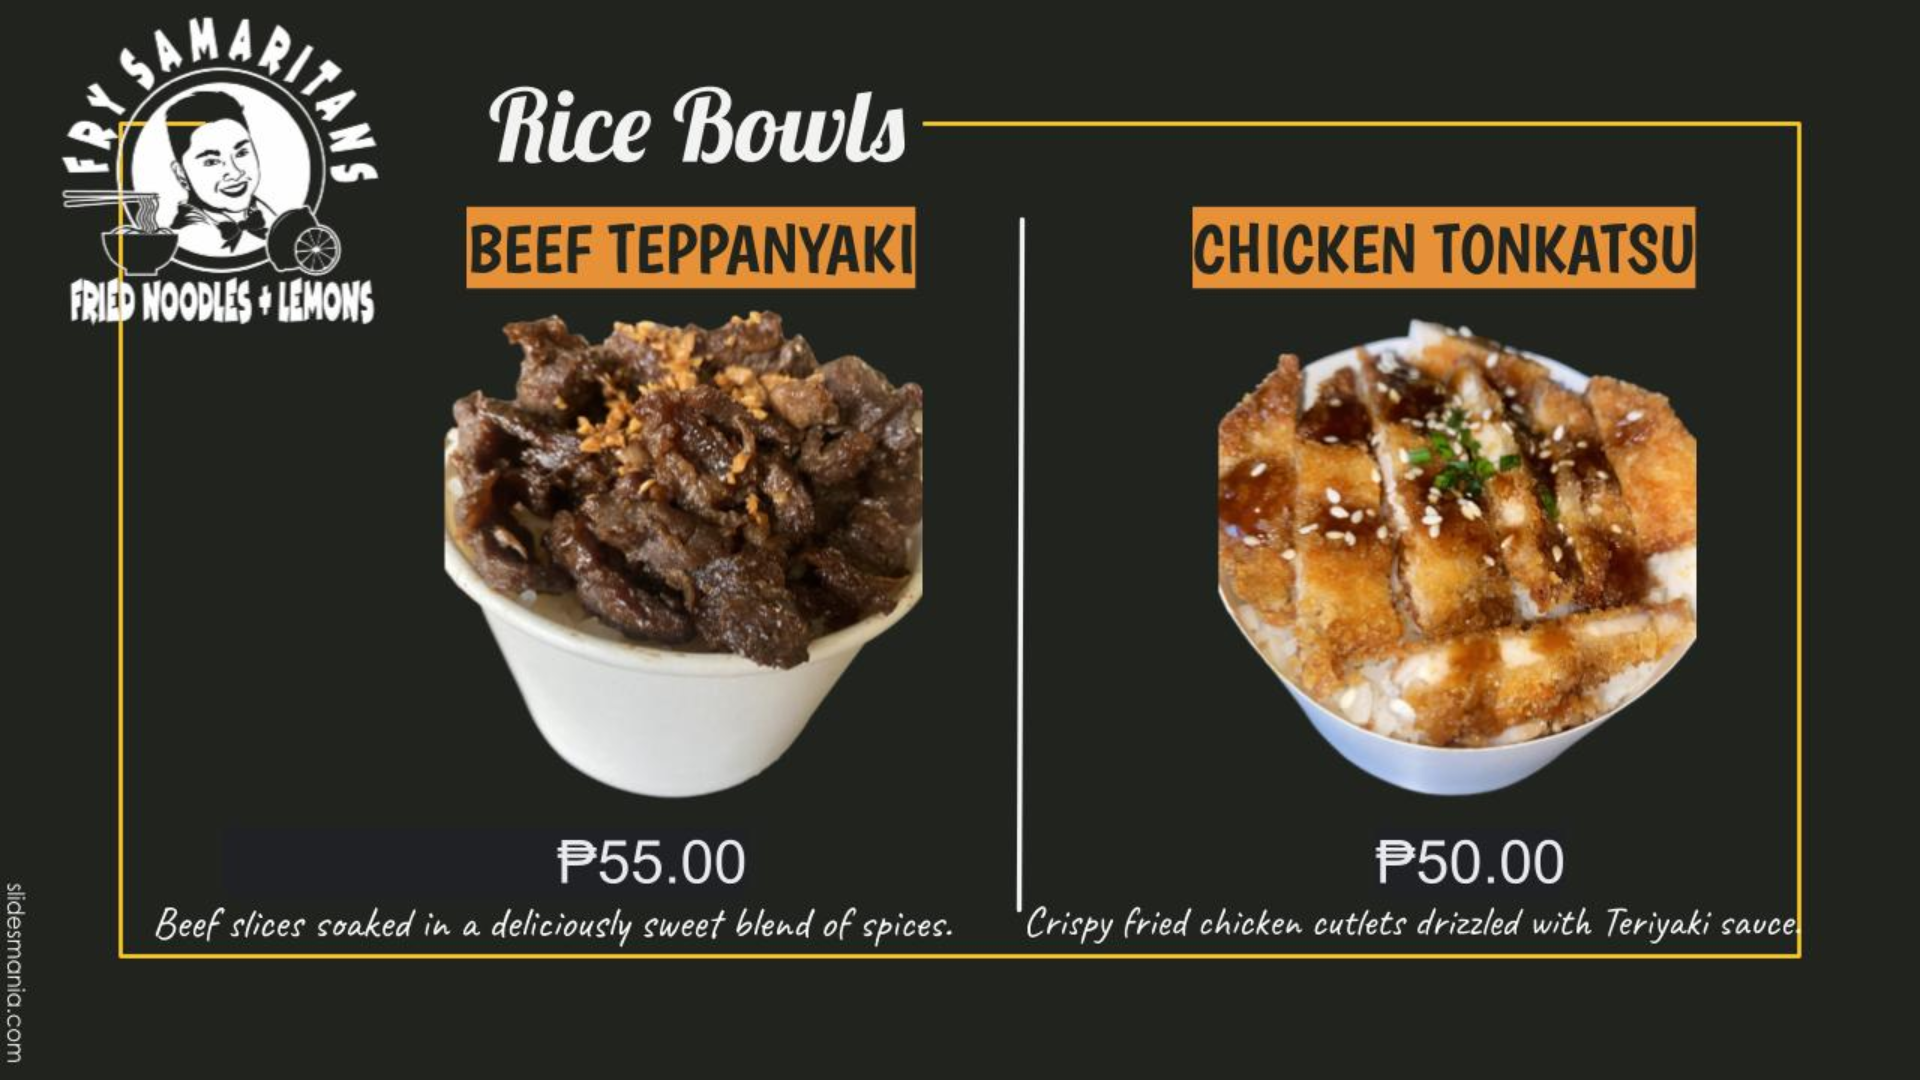 FRY SAMARITANS
FRIED NOODLES + LEMONS
Rice Bowls
BEEF TEPPANYAKI
₱55.00
Beef slices soaked in a deliciously sweet blend of spices.
CHICKEN TONKATSU
₱50.00
Crispy fried chicken cutlets drizzled with Teriyaki sauce.
slidesmania.com